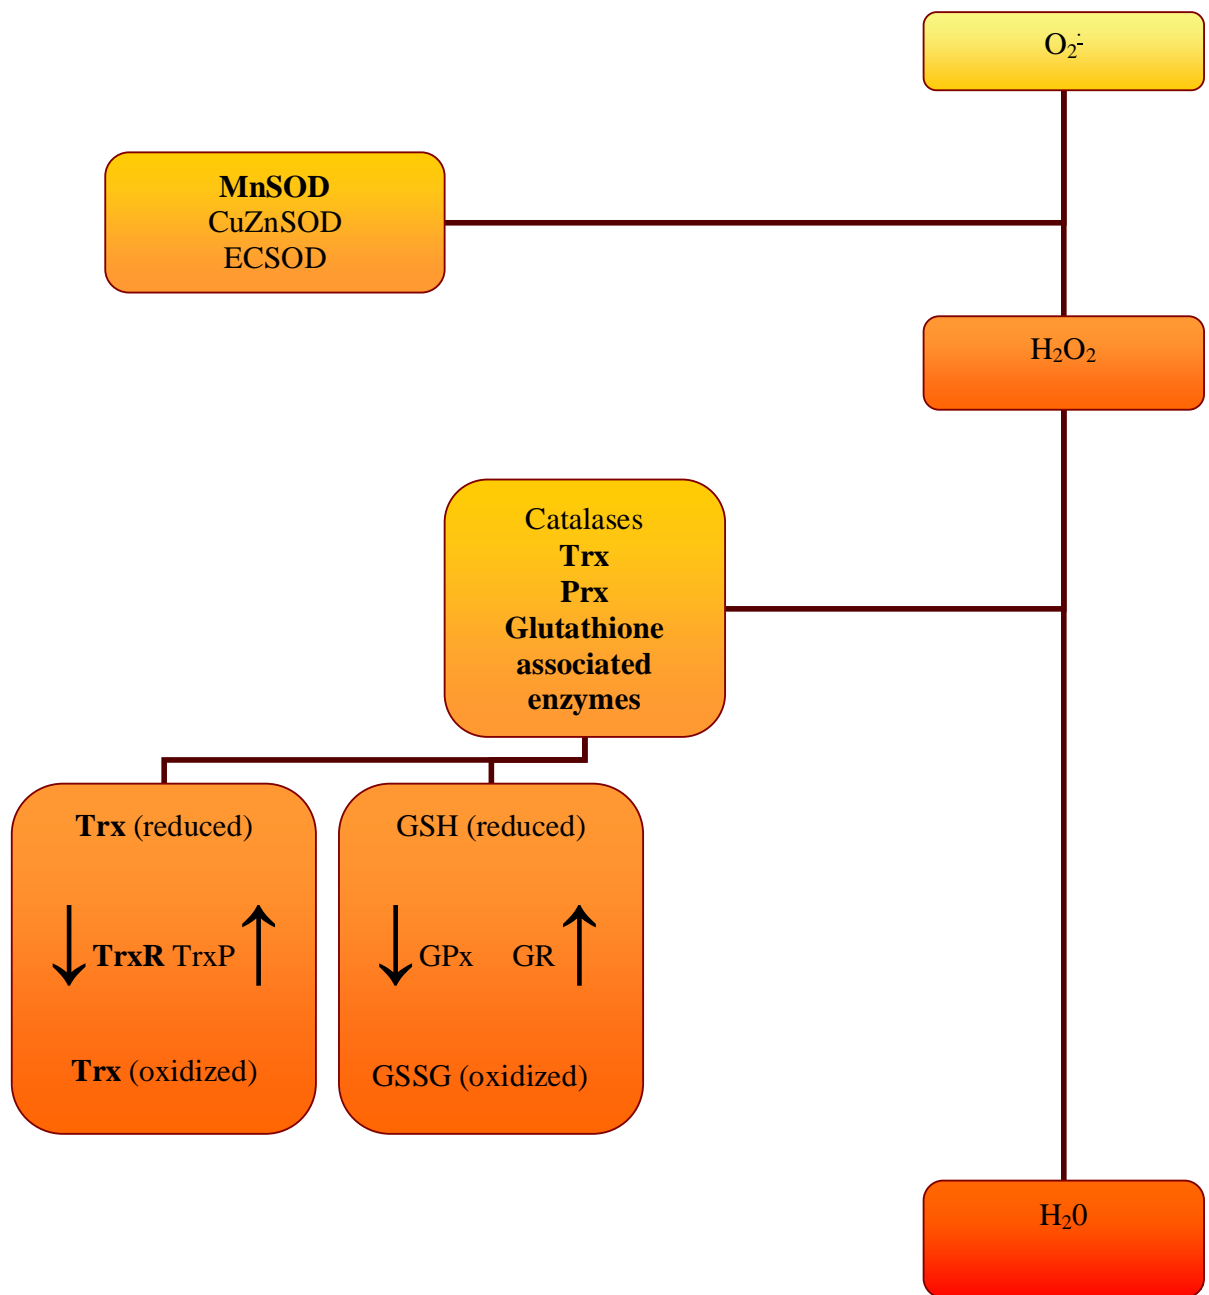 O₂∸
MnSOD
CuZnSOD
ECSOD
H₂O₂
Catalases
Trx
Prx
Glutathione
associated
enzymes
Trx (reduced)
TrxR TrxP
Trx (oxidized)
GSH (reduced)
GPx GR
GSSG (oxidized)
H₂0